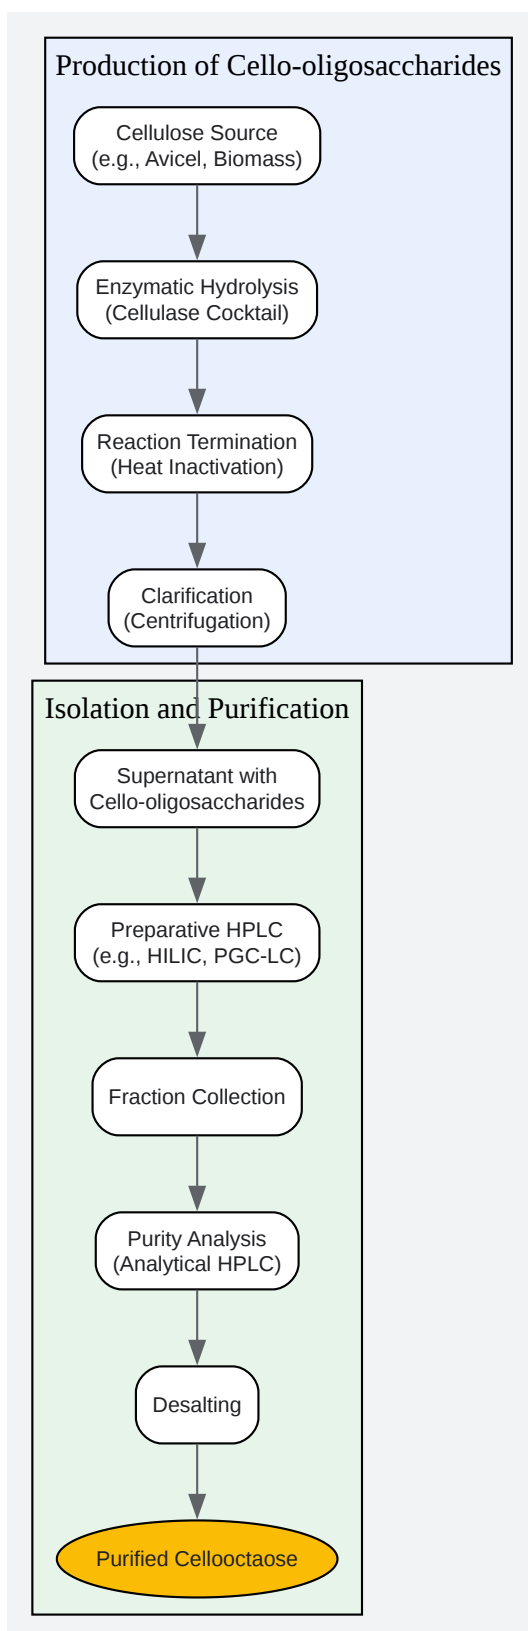 Production of Cello-oligosaccharides
Cellulose Source
(e.g., Avicel, Biomass)
Enzymatic Hydrolysis
(Cellulase Cocktail)
Reaction Termination
(Heat Inactivation)
Clarification
(Centrifugation)
Isolation and Purification
Supernatant with
Cello-oligosaccharides
Preparative HPLC
(e.g., HILIC, PGC-LC)
Fraction Collection
Purity Analysis
(Analytical HPLC)
Desalting
Purified Cellooctaose